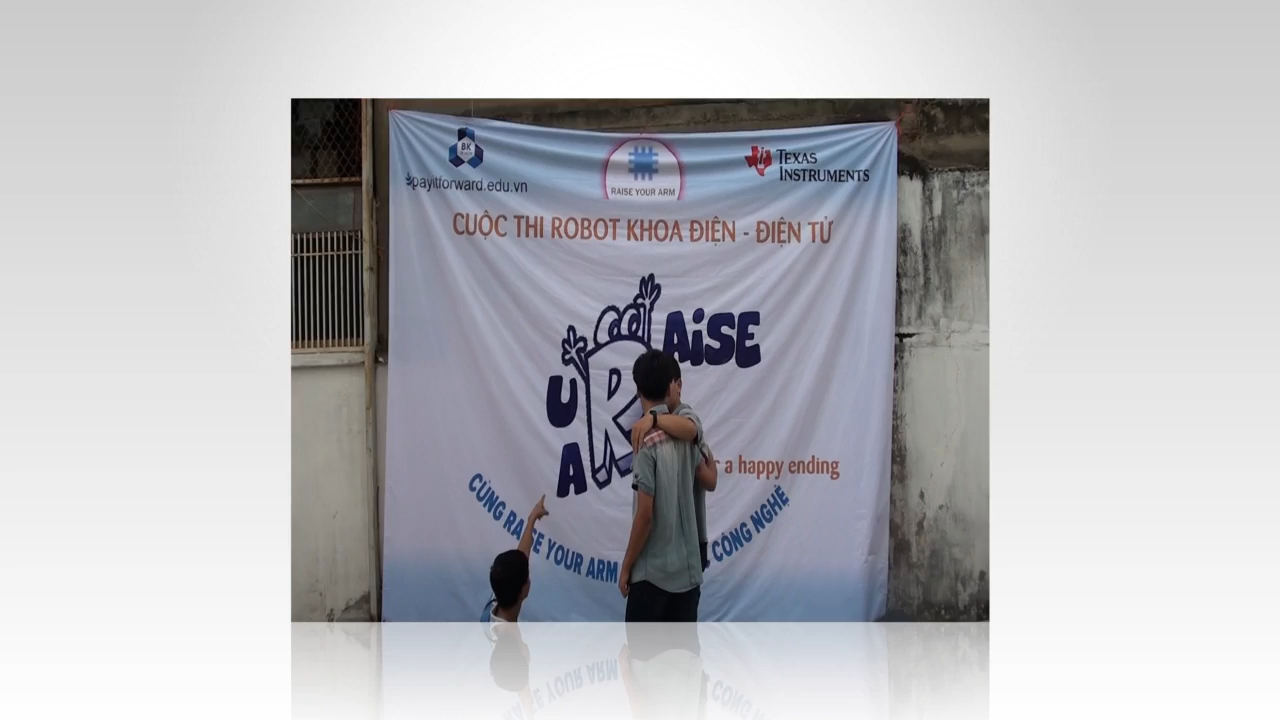 BK
payitforward.edu.vn
RAISE YOUR ARM
TEXAS
INSTRUMENTS
CUỘC THI ROBOT KHOA ĐIỆN - ĐIỆN TỬ
RAiSE
U
A
a happy ending
CÙNG RAISE YOUR ARM CÔNG NGHỆ